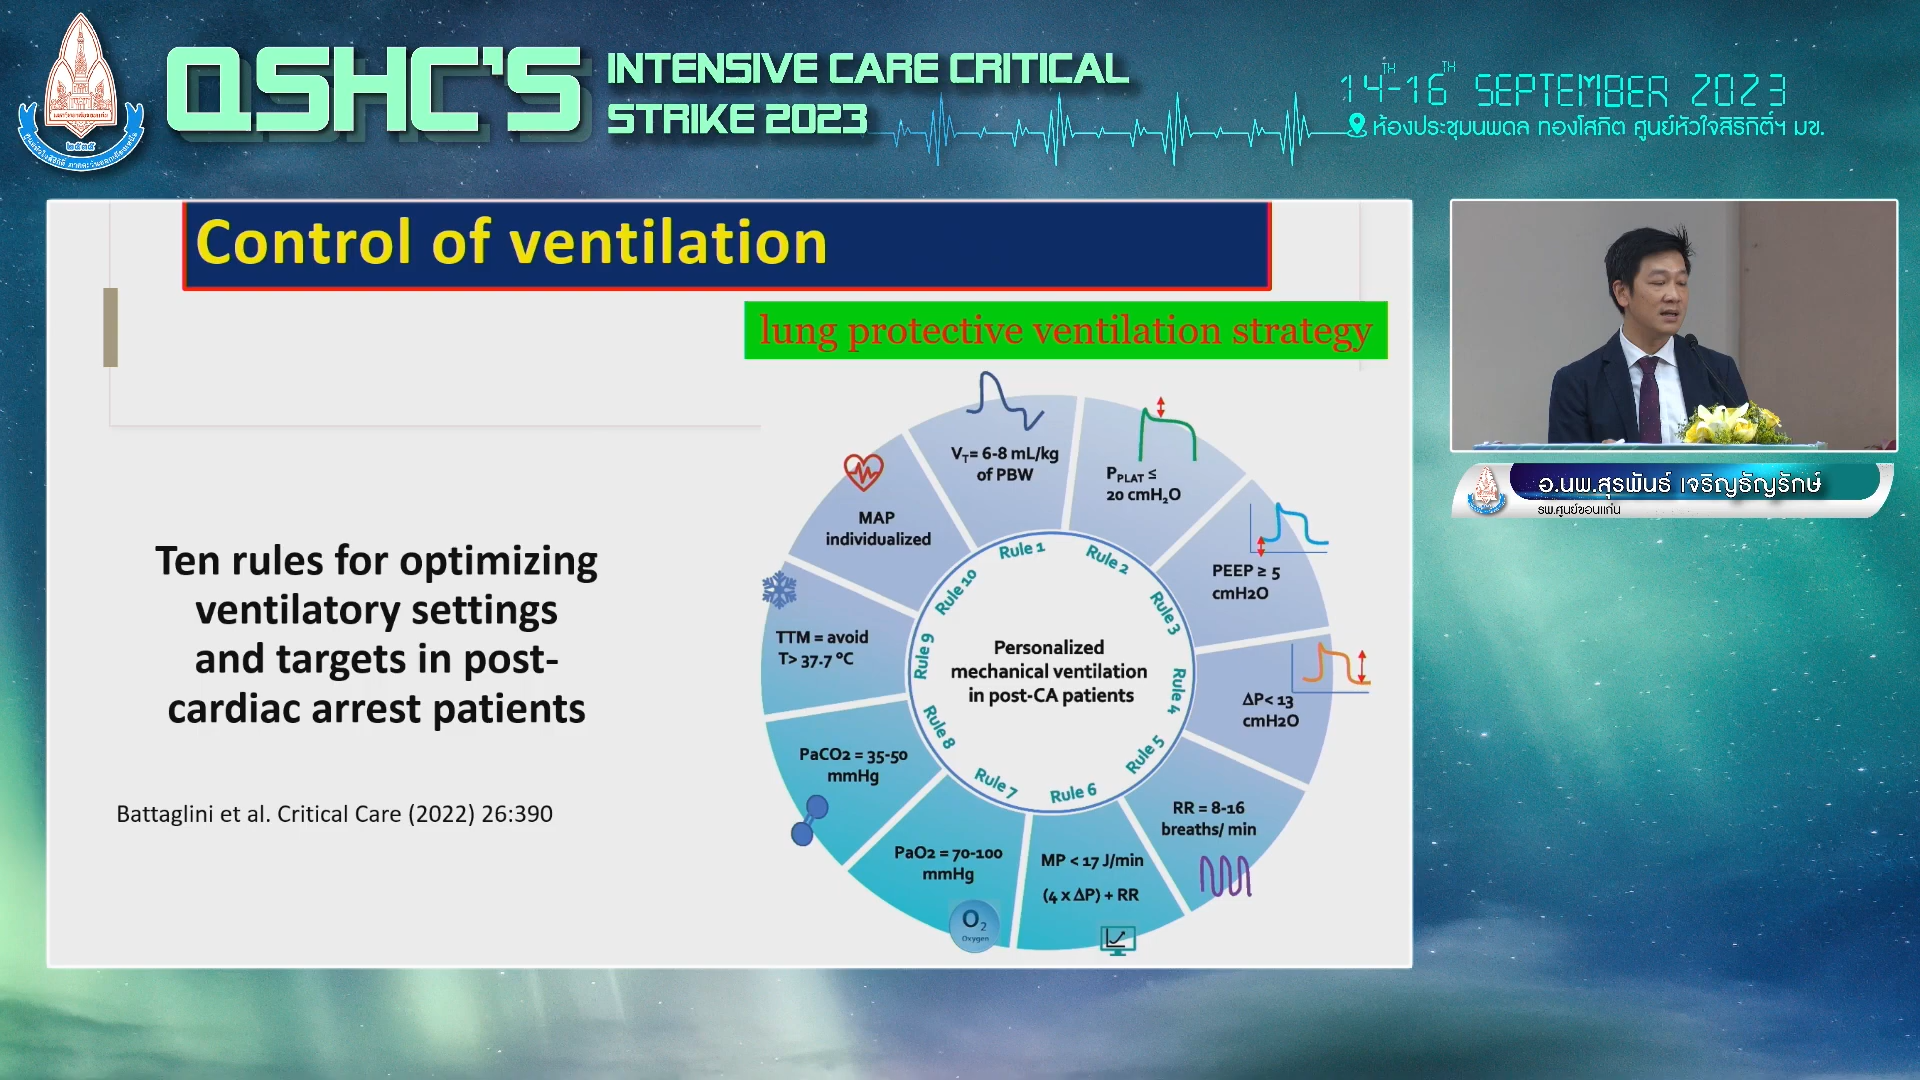 QSHC'S
INTENSIVE CARE CRITICAL
STRIKE 2023
14TH-16TH SEPTEMBER 2023
ห้องประชุมนพดล ทองโสภิต ศูนย์หัวใจสิริกิติ์ฯ มข.
Control of ventilation
lung protective ventilation strategy
Ten rules for optimizing
ventilatory settings
and targets in post-
cardiac arrest patients
Battaglini et al. Critical Care (2022) 26:390
VT= 6-8 mL/kg
of PBW
PPLAT ≤
20 cmH2O
PEEP ≥ 5
cmH2O
ΔP< 13
cmH2O
RR = 8-16
breaths/ min
MP < 17 J/min
(4 x ΔP) + RR
PaO2 = 70-100
mmHg
O2
Oxygen
PaCO2 = 35-50
mmHg
TTM = avoid
T> 37.7 °C
MAP
individualized
Rule 1
Rule 2
Rule 3
Rule 4
Rule 5
Rule 6
Rule 7
Rule 8
Rule 9
Rule 10
Personalized
mechanical ventilation
in post-CA patients
อ.นพ.สุรพันธ์ เจริญธัญรักษ์
รพ.ศูนย์ขอนแก่น